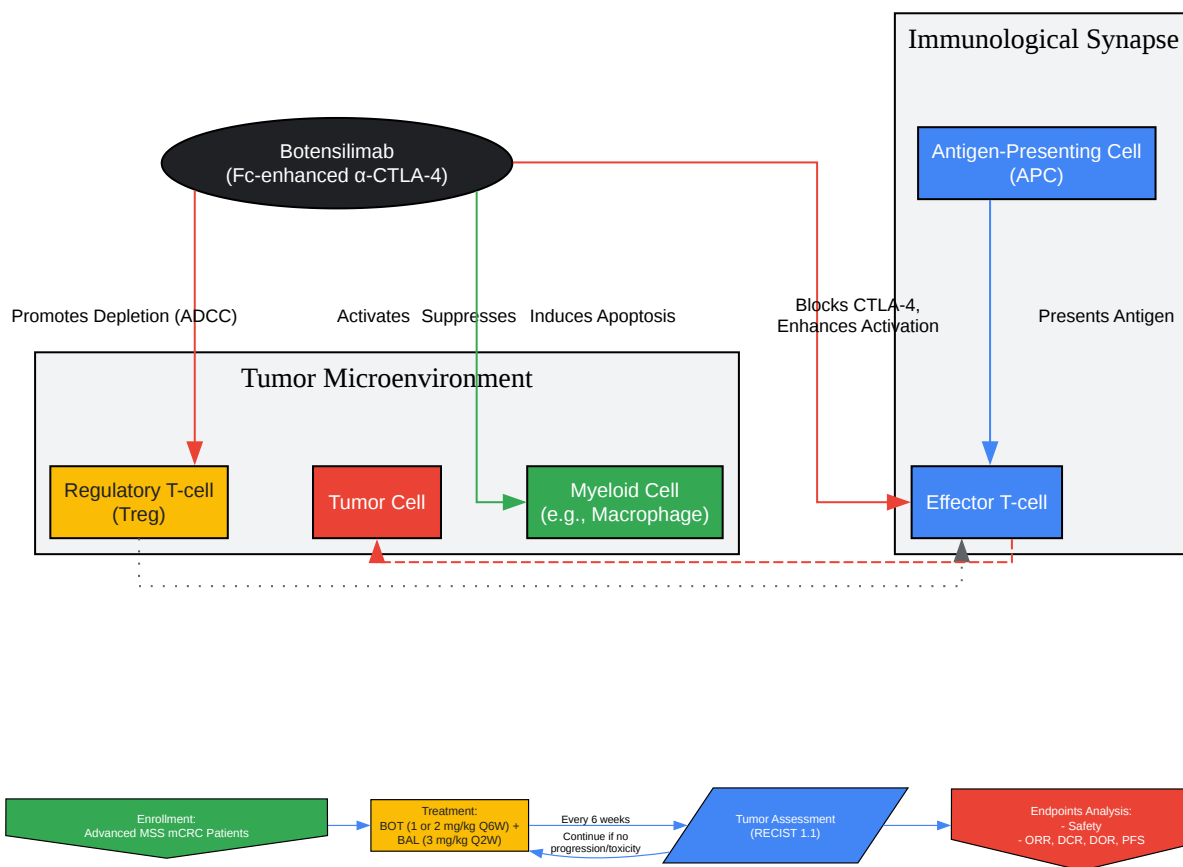 Immunological Synapse
Botensilimab
(Fc-enhanced α-CTLA-4)
Antigen-Presenting Cell
(APC)
Promotes Depletion (ADCC)
Activates
Suppresses
Induces Apoptosis
Blocks CTLA-4,
Enhances Activation
Presents Antigen
Tumor Microenvironment
Regulatory T-cell
(Treg)
Tumor Cell
Myeloid Cell
(e.g., Macrophage)
Effector T-cell
Enrollment:
Advanced MSS mCRC Patients
Treatment:
BOT (1 or 2 mg/kg Q6W) +
BAL (3 mg/kg Q2W)
Every 6 weeks
Continue if no
progression/toxicity
Tumor Assessment
(RECIST 1.1)
Endpoints Analysis:
- Safety
- ORR, DCR, DOR, PFS